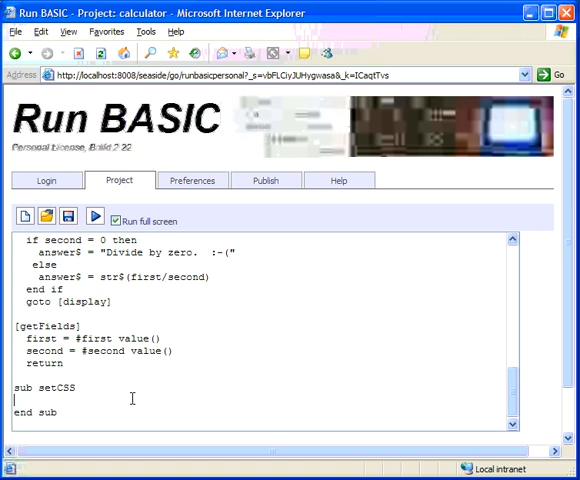 Run BASIC - Project: calculator - Microsoft Internet Explorer
File Edit View Favorites Tools Help
Address http://localhost:8008/seaside/go/runbasicpersonal?_s=vbFLCiyJUHygwasa&_k=ICaqtTvs Go
Run BASIC
Personal License, Build 2 22
Login Project Preferences Publish Help
Run full screen
if second = 0 then
answer$ = "Divide by zero. :-("
else
answer$ = str$(first/second)
end if
goto [display]
[getFields]
first = #first value()
second = #second value()
return
sub setCSS
end sub
Local intranet